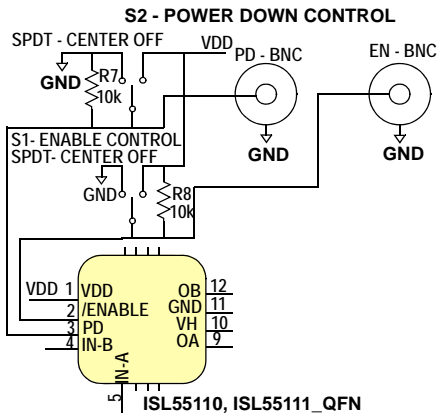 S2 - POWER DOWN CONTROL
SPDT - CENTER OFF
VDD
PD - BNC
EN - BNC
GND
R7
10k
GND
GND
S1- ENABLE CONTROL
SPDT- CENTER OFF
GND
R8
10k
VDD 1 VDD
2 /ENABLE
3 PD
4 IN-B
5 IN-A
OB 12
GND 11
VH 10
OA 9
ISL55110, ISL55111_QFN